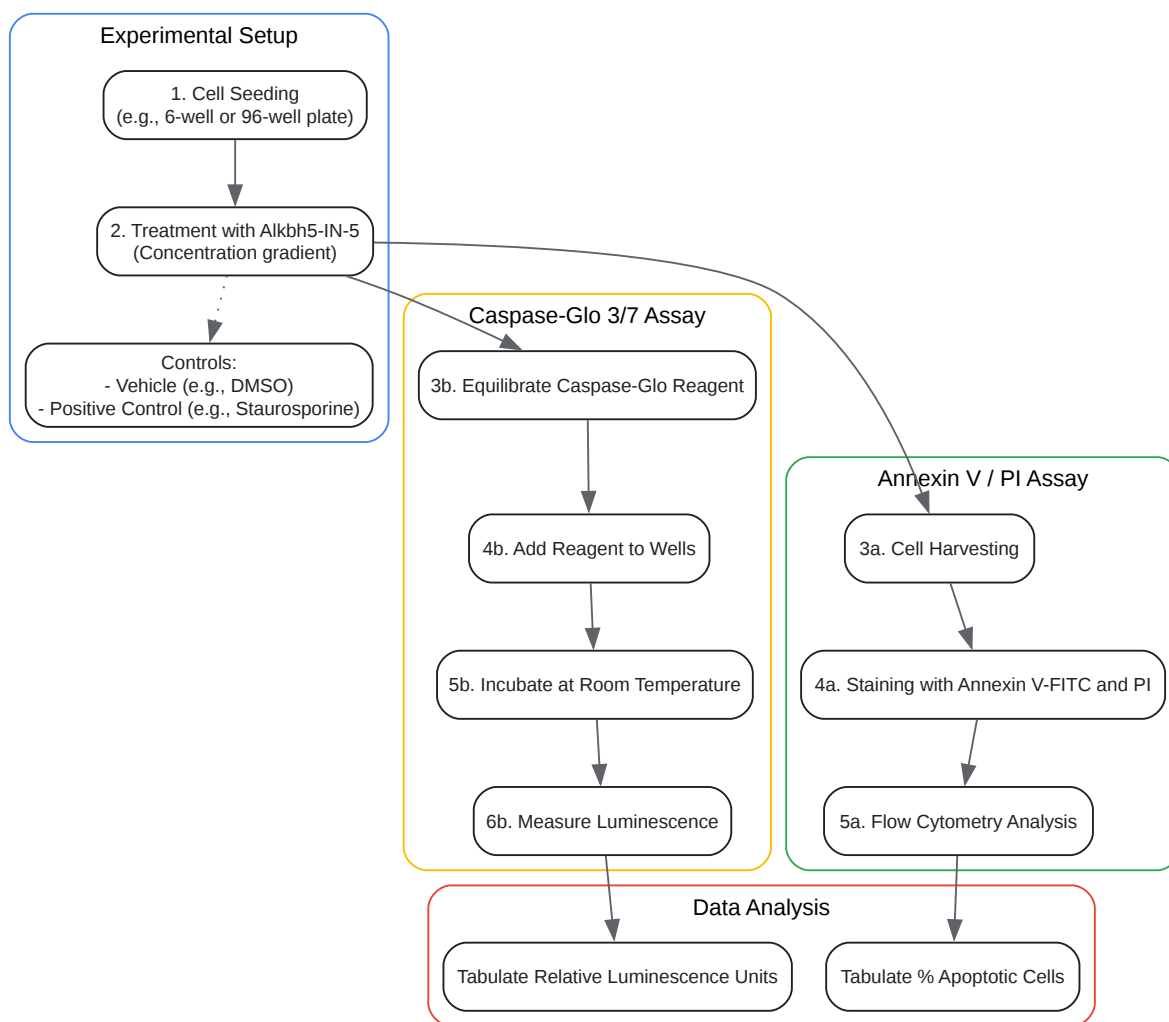 Experimental Setup
1. Cell Seeding
(e.g., 6-well or 96-well plate)
2. Treatment with Alkbh5-IN-5
(Concentration gradient)
Controls:
- Vehicle (e.g., DMSO)
- Positive Control (e.g., Staurosporine)
Caspase-Glo 3/7 Assay
3b. Equilibrate Caspase-Glo Reagent
4b. Add Reagent to Wells
5b. Incubate at Room Temperature
6b. Measure Luminescence
Annexin V / PI Assay
3a. Cell Harvesting
4a. Staining with Annexin V-FITC and PI
5a. Flow Cytometry Analysis
Data Analysis
Tabulate Relative Luminescence Units
Tabulate % Apoptotic Cells